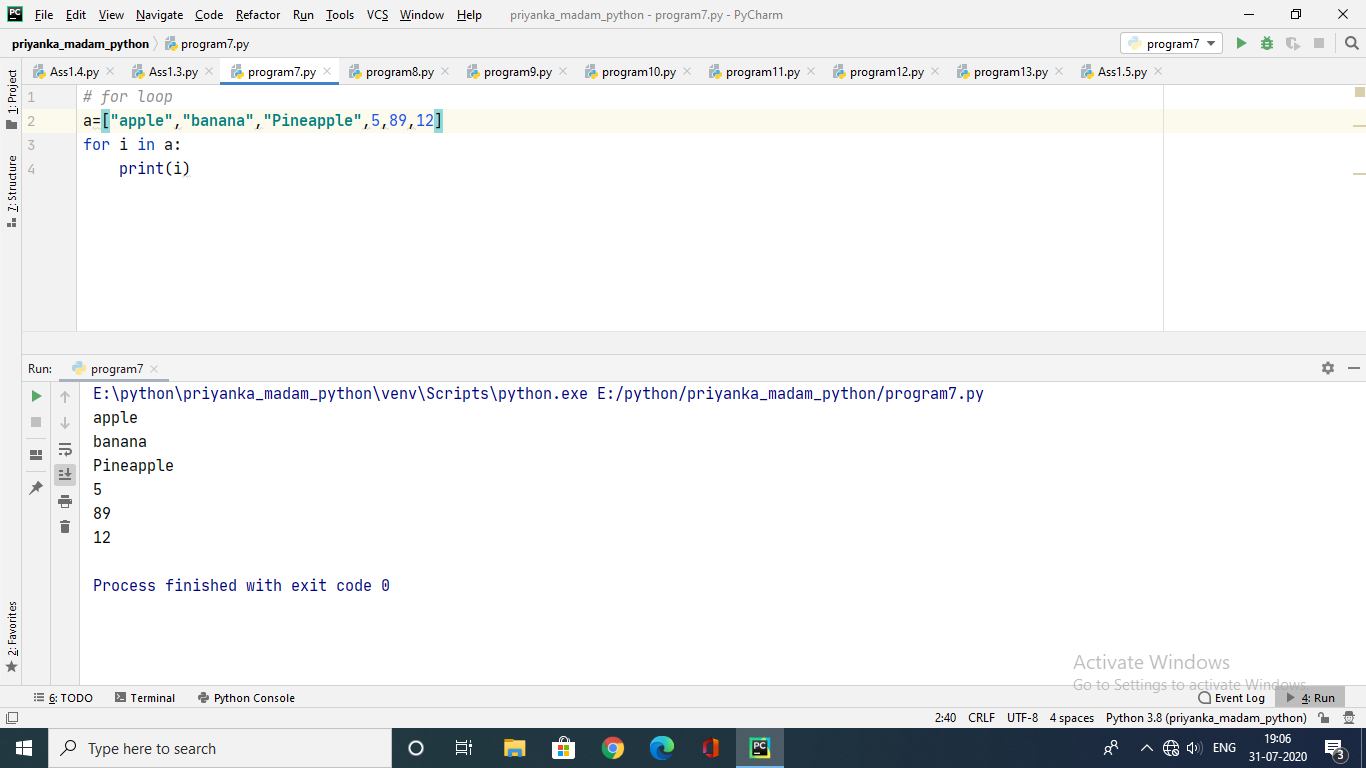 File Edit View Navigate Code Refactor Run Tools VCS Window Help priyanka_madam_python - program7.py - PyCharm
priyanka_madam_python program7.py program7
Ass1.4.py Ass1.3.py program7.py program8.py program9.py program10.py program11.py program12.py program13.py Ass1.5.py
1: Project
7: Structure
2: Favorites
1 # for loop
2 a=["apple","banana","Pineapple",5,89,12]
3 for i in a:
4 print(i)
Run: program7
E:\python\priyanka_madam_python\venv\Scripts\python.exe E:/python/priyanka_madam_python/program7.py
apple
banana
Pineapple
5
89
12
Process finished with exit code 0
Activate Windows
Go to Settings to activate Windows.
6: TODO Terminal Python Console Event Log 4: Run
2:40 CRLF UTF-8 4 spaces Python 3.8 (priyanka_madam_python)
Type here to search PC ENG 19:06
31-07-2020 3